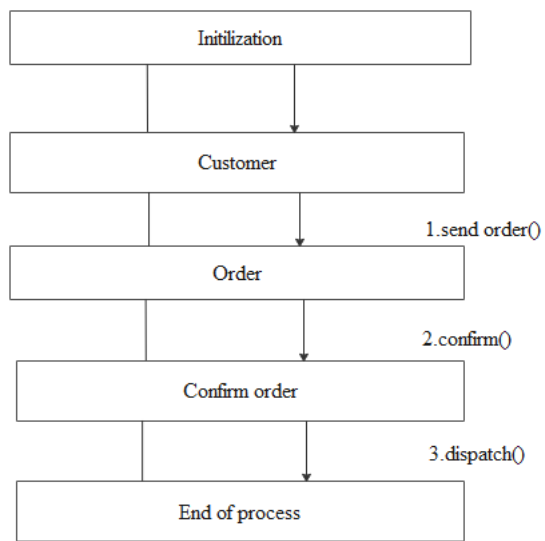 Initilization
Customer
1.send order()
Order
2.confirm()
Confirm order
3.dispatch()
End of process